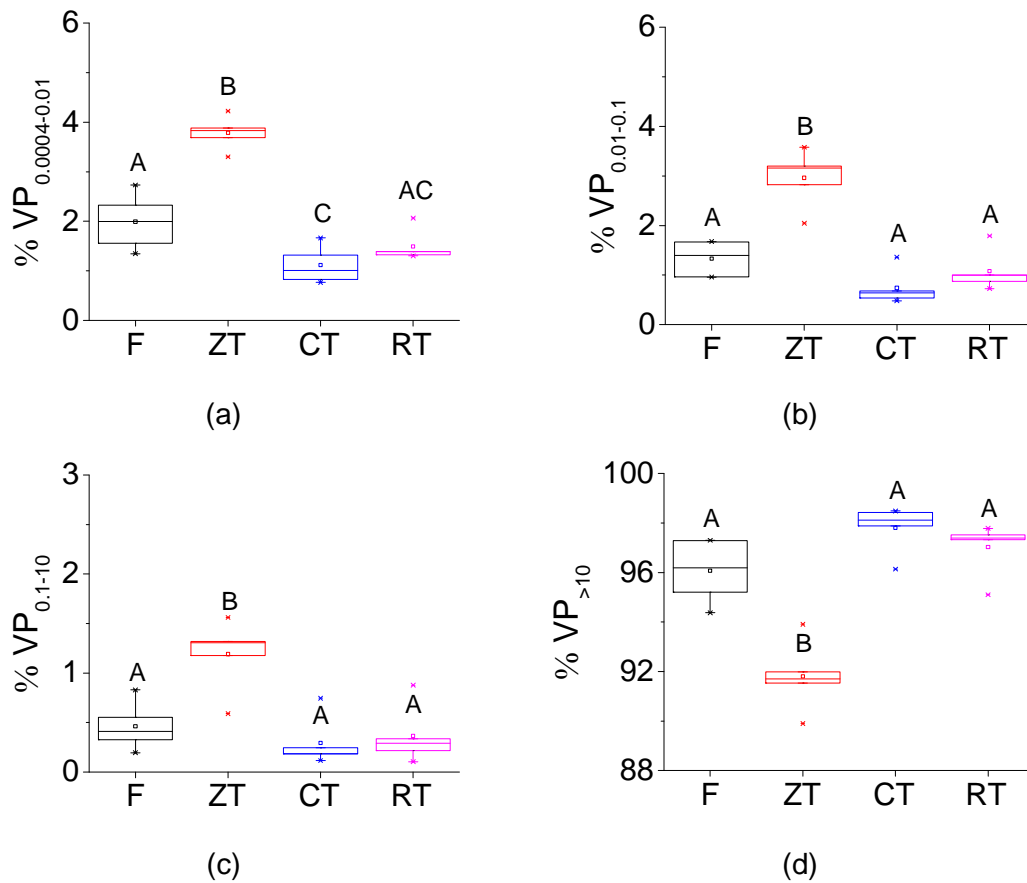 % VP0.0004-0.01
6
4
2
0
A
B
C
AC
F ZT CT RT
(a)
% VP0.01-0.1
6
4
2
0
A
B
A
A
F ZT CT RT
(b)
% VP0.1-10
3
2
1
0
A
B
A
A
F ZT CT RT
(c)
% VP>10
100
96
92
88
A
B
A
A
F ZT CT RT
(d)